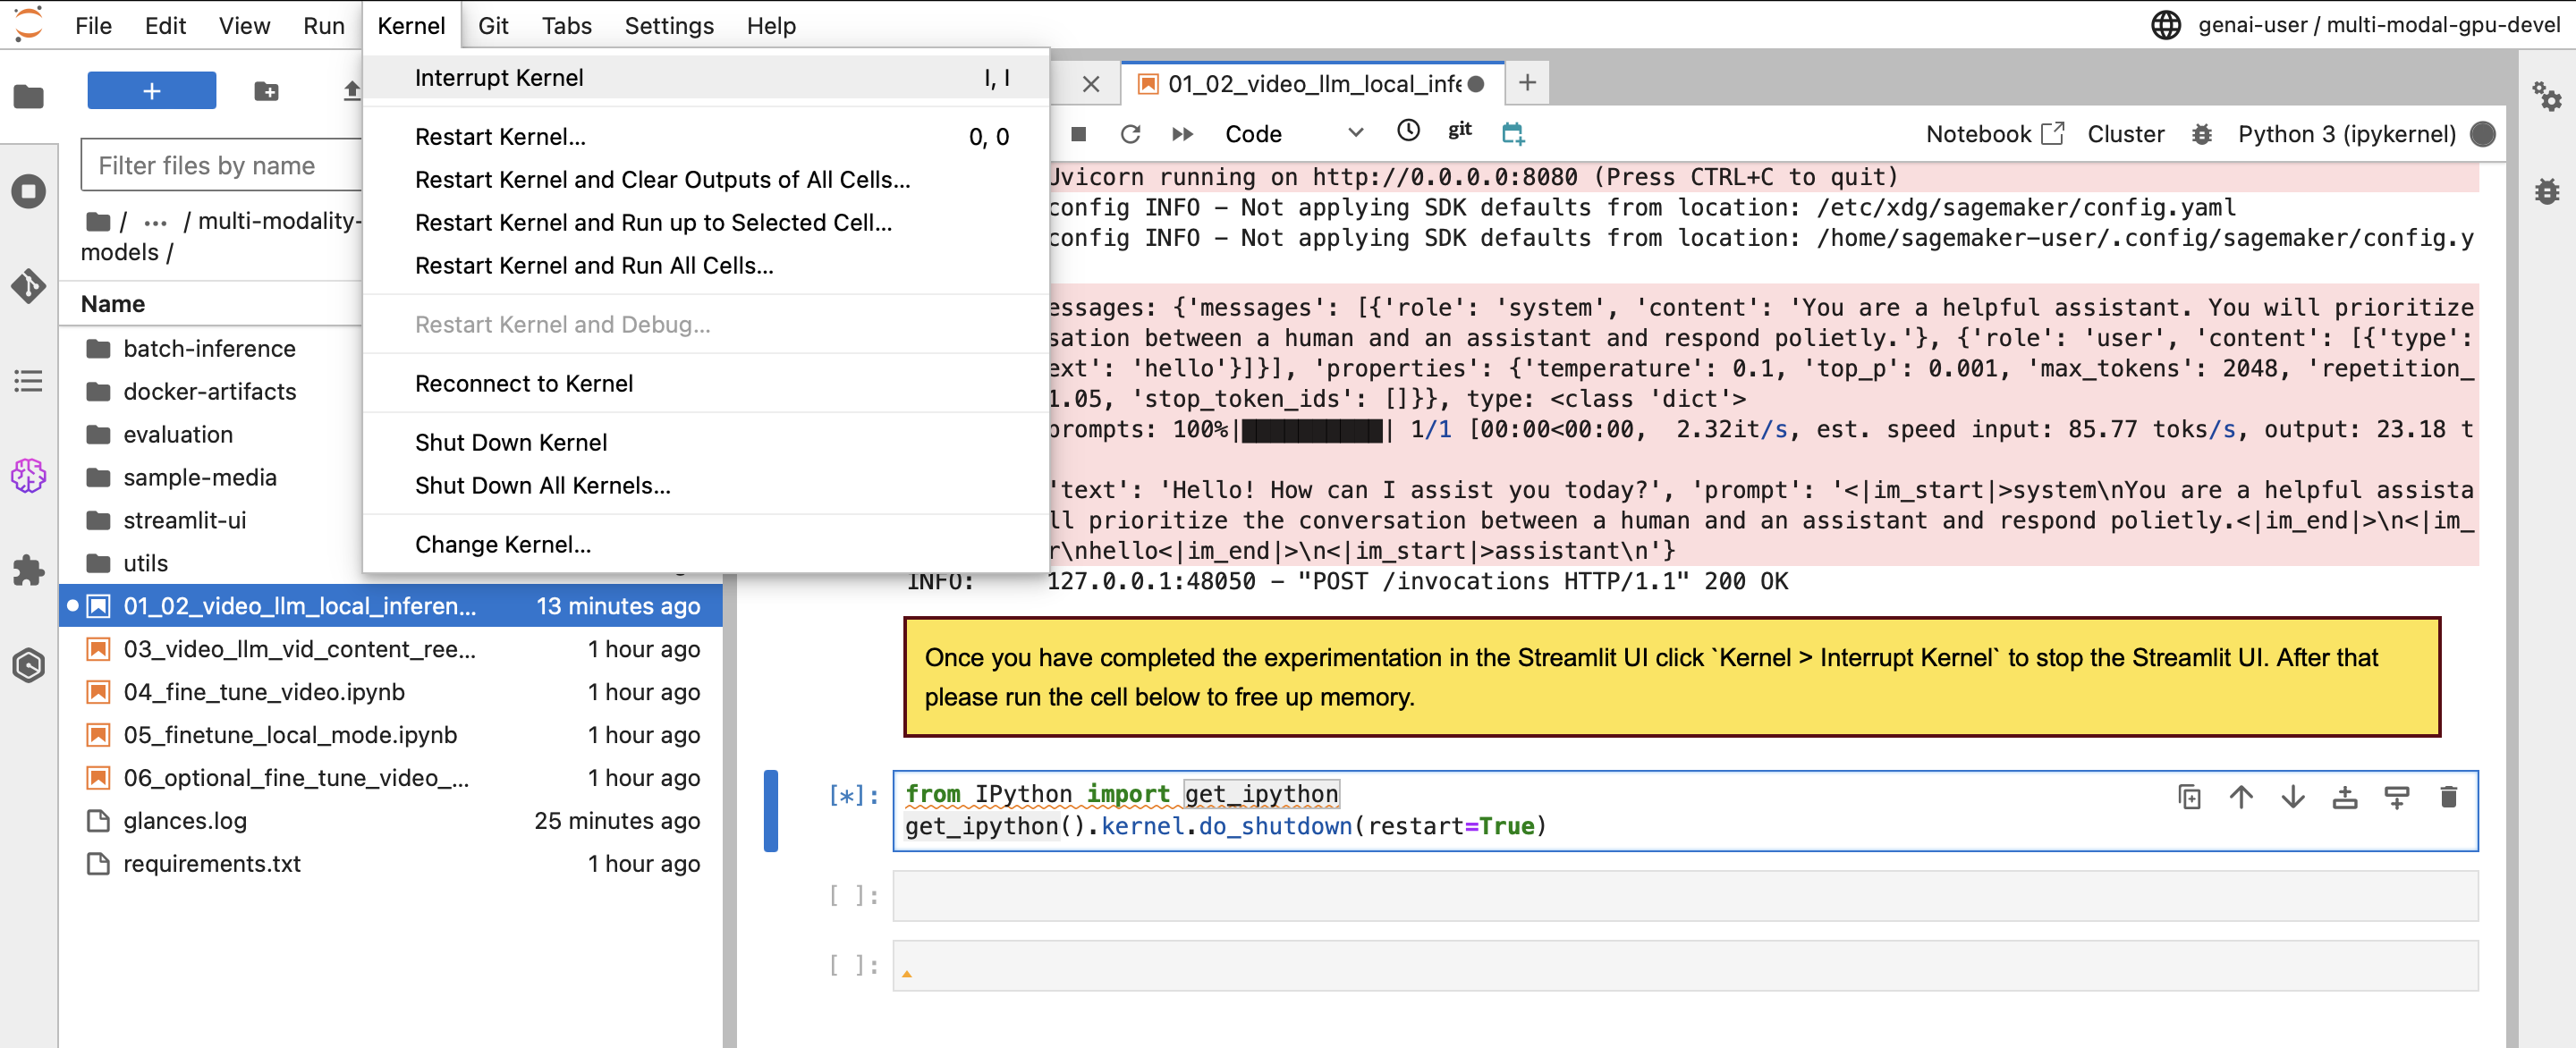 File Edit View Run Kernel Git Tabs Settings Help
genai-user / multi-modal-gpu-devel
Interrupt Kernel I, I
Restart Kernel... 0, 0
Restart Kernel and Clear Outputs of All Cells...
Restart Kernel and Run up to Selected Cell...
Restart Kernel and Run All Cells...
Restart Kernel and Debug...
Reconnect to Kernel
Shut Down Kernel
Shut Down All Kernels...
Change Kernel...
Filter files by name
/ ... / multi-modality-
models /
Name
batch-inference
docker-artifacts
evaluation
sample-media
streamlit-ui
utils
01_02_video_llm_local_inferen... 13 minutes ago
03_video_llm_vid_content_ree... 1 hour ago
04_fine_tune_video.ipynb 1 hour ago
05_finetune_local_mode.ipynb 1 hour ago
06_optional_fine_tune_video_... 1 hour ago
glances.log 25 minutes ago
requirements.txt 1 hour ago
01_02_video_llm_local_infe
Code git Notebook Cluster Python 3 (ipykernel)
Uvicorn running on http://0.0.0.0:8080 (Press CTRL+C to quit)
config INFO - Not applying SDK defaults from location: /etc/xdg/sagemaker/config.yaml
config INFO - Not applying SDK defaults from location: /home/sagemaker-user/.config/sagemaker/config.y
essages: {'messages': [{'role': 'system', 'content': 'You are a helpful assistant. You will prioritize
sation between a human and an assistant and respond polietly.'}, {'role': 'user', 'content': [{'type':
ext': 'hello'}]}], 'properties': {'temperature': 0.1, 'top_p': 0.001, 'max_tokens': 2048, 'repetition_
1.05, 'stop_token_ids': []}}, type: <class 'dict'>
prompts: 100%|██████████| 1/1 [00:00<00:00, 2.32it/s, est. speed input: 85.77 toks/s, output: 23.18 t
'text': 'Hello! How can I assist you today?', 'prompt': '<|im_start|>system\nYou are a helpful assista
ll prioritize the conversation between a human and an assistant and respond polietly.<|im_end|>\n<|im_
r\nhello<|im_end|>\n<|im_start|>assistant\n'}
INFO: 127.0.0.1:48050 - "POST /invocations HTTP/1.1" 200 OK
Once you have completed the experimentation in the Streamlit UI click `Kernel > Interrupt Kernel` to stop the Streamlit UI. After that
please run the cell below to free up memory.
[*]: from IPython import get_ipython
get_ipython().kernel.do_shutdown(restart=True)
[ ]:
[ ]: